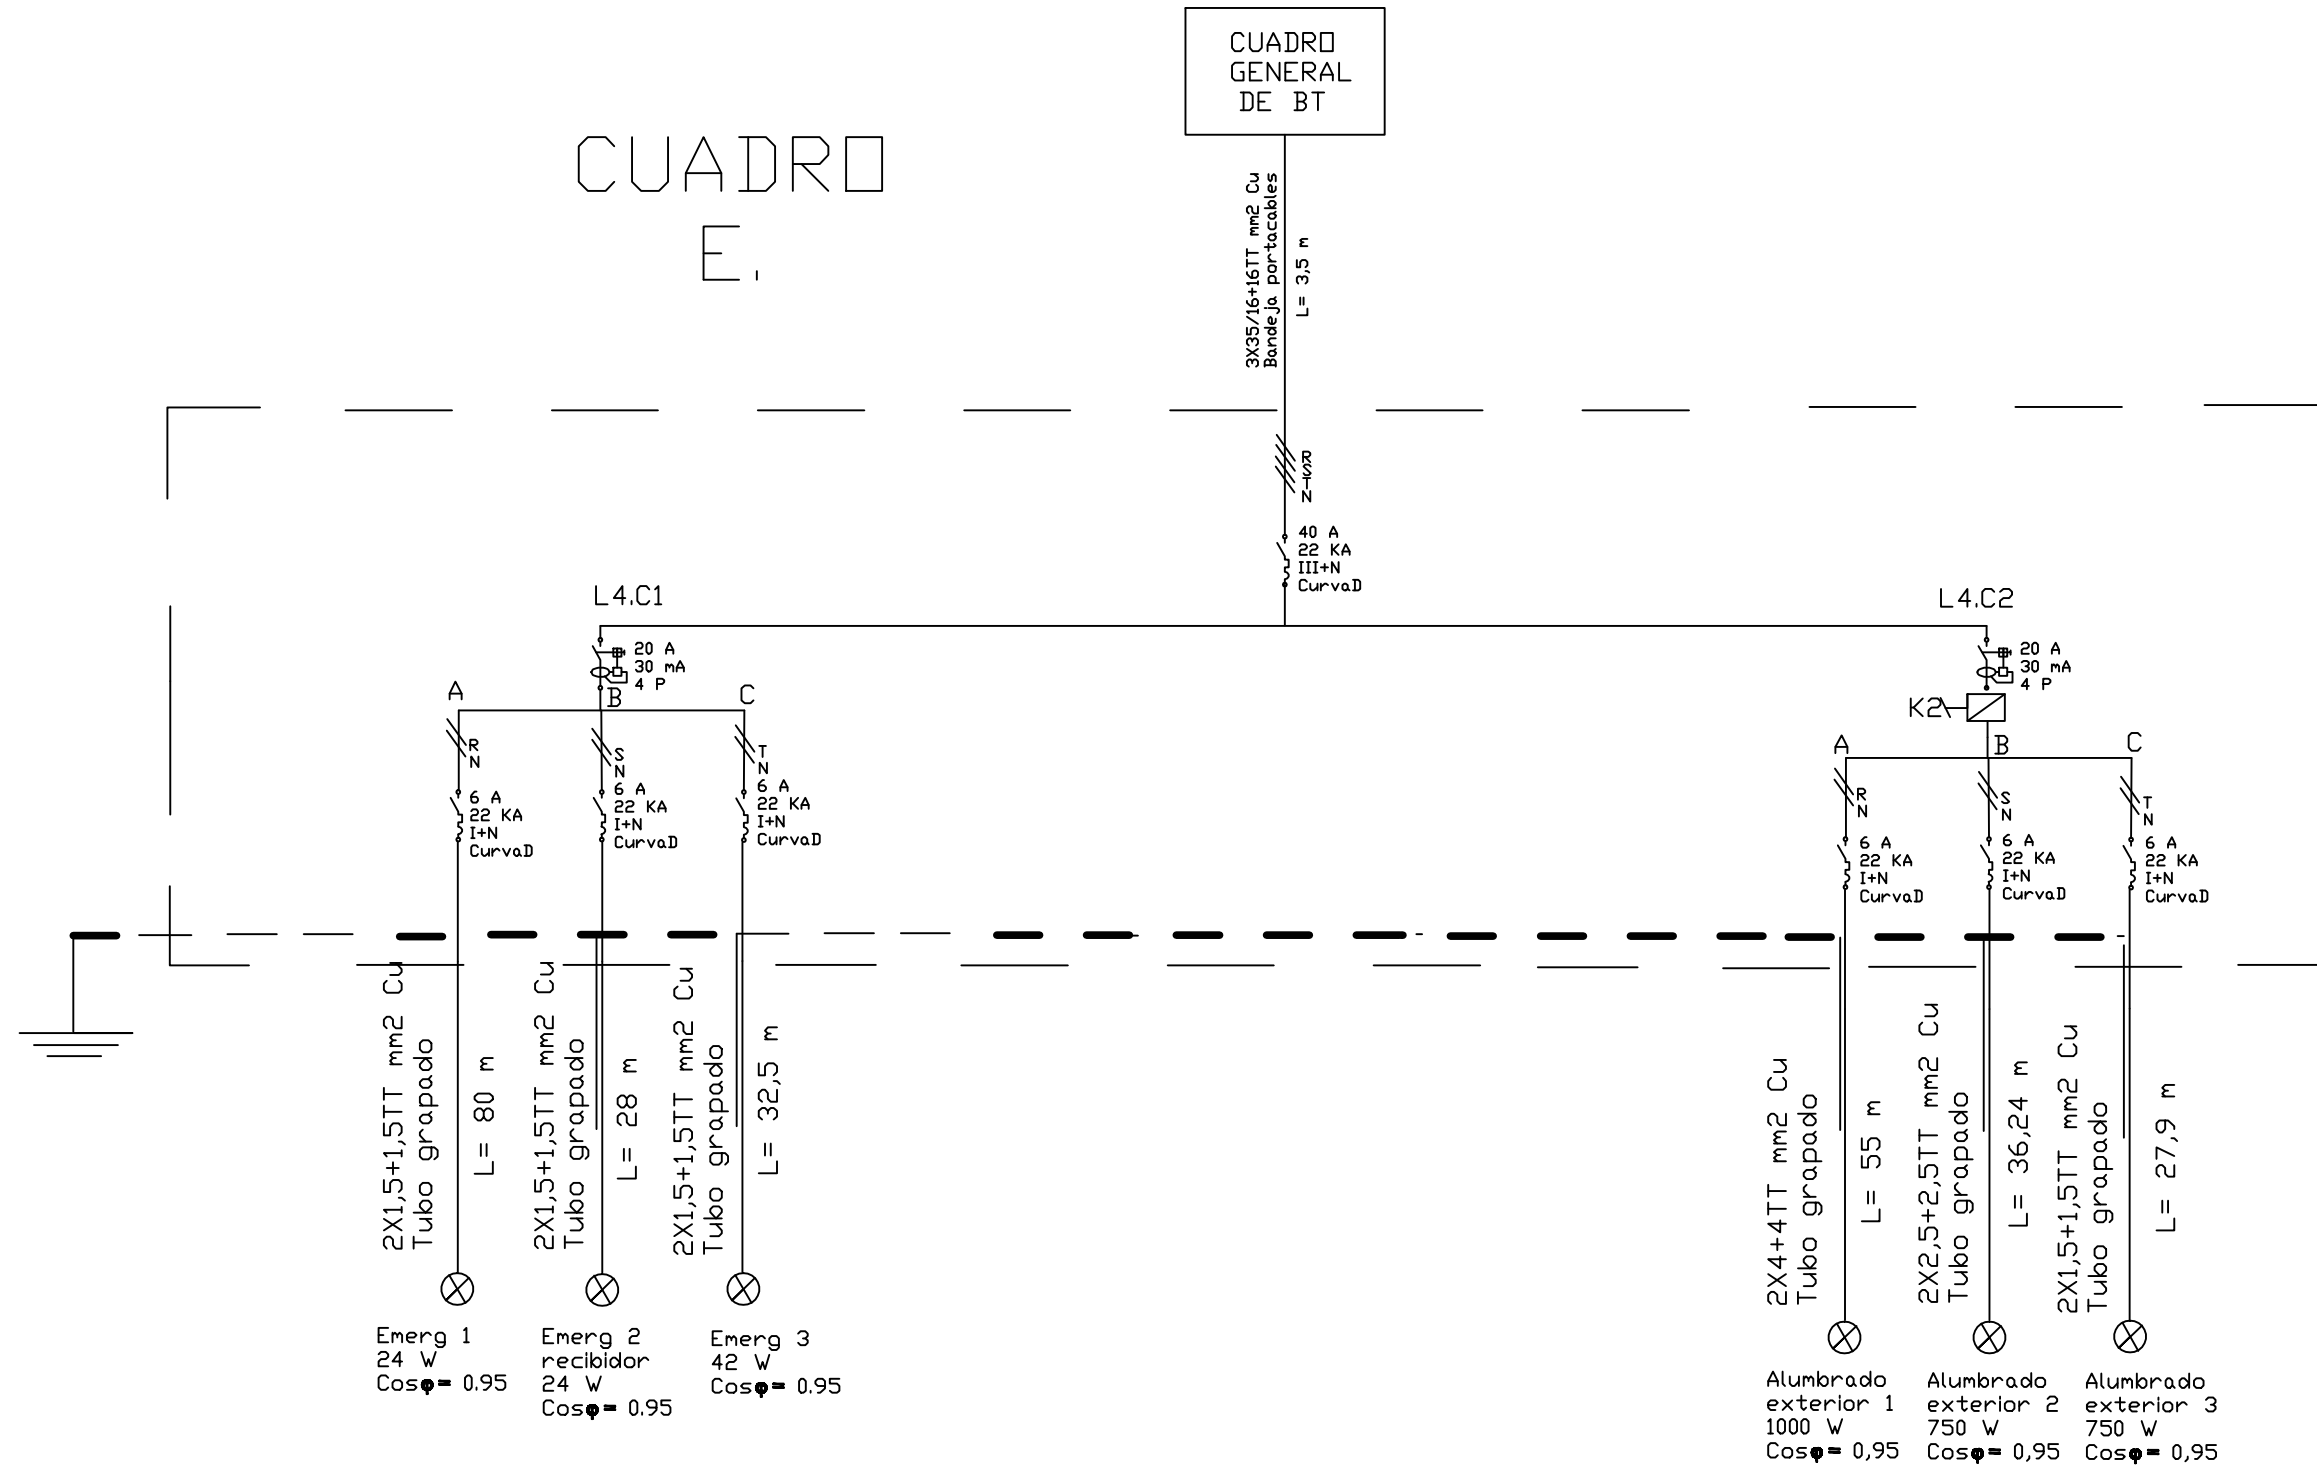 CUADRO
GENERAL
DE BT
CUADRO
E.
3X35/16+16TT mm2 Cu
Bandeja portacables
L= 3,5 m
R
S
T
N
40 A
22 KA
III+N
CurvaD
L4.C1
20 A
30 mA
4 P
A
B
C
R
N
6 A
22 KA
I+N
CurvaD
S
N
6 A
22 KA
I+N
CurvaD
T
N
6 A
22 KA
I+N
CurvaD
2X1,5+1,5TT mm2 Cu
Tubo grapado
L= 80 m
2X1,5+1,5TT mm2 Cu
Tubo grapado
L= 28 m
2X1,5+1,5TT mm2 Cu
Tubo grapado
L= 32,5 m
Emerg 1
24 W
Cosφ= 0.95
Emerg 2
recibidor
24 W
Cosφ= 0.95
Emerg 3
42 W
Cosφ= 0.95
L4.C2
20 A
30 mA
4 P
K2
A
B
C
R
N
6 A
22 KA
I+N
CurvaD
S
N
6 A
22 KA
I+N
CurvaD
T
N
6 A
22 KA
I+N
CurvaD
2X4+4TT mm2 Cu
Tubo grapado
L= 55 m
2X2,5+2,5TT mm2 Cu
Tubo grapado
L= 36,24 m
2X1,5+1,5TT mm2 Cu
Tubo grapado
L= 27,9 m
Alumbrado
exterior 1
1000 W
Cosφ= 0,95
Alumbrado
exterior 2
750 W
Cosφ= 0,95
Alumbrado
exterior 3
750 W
Cosφ= 0,95